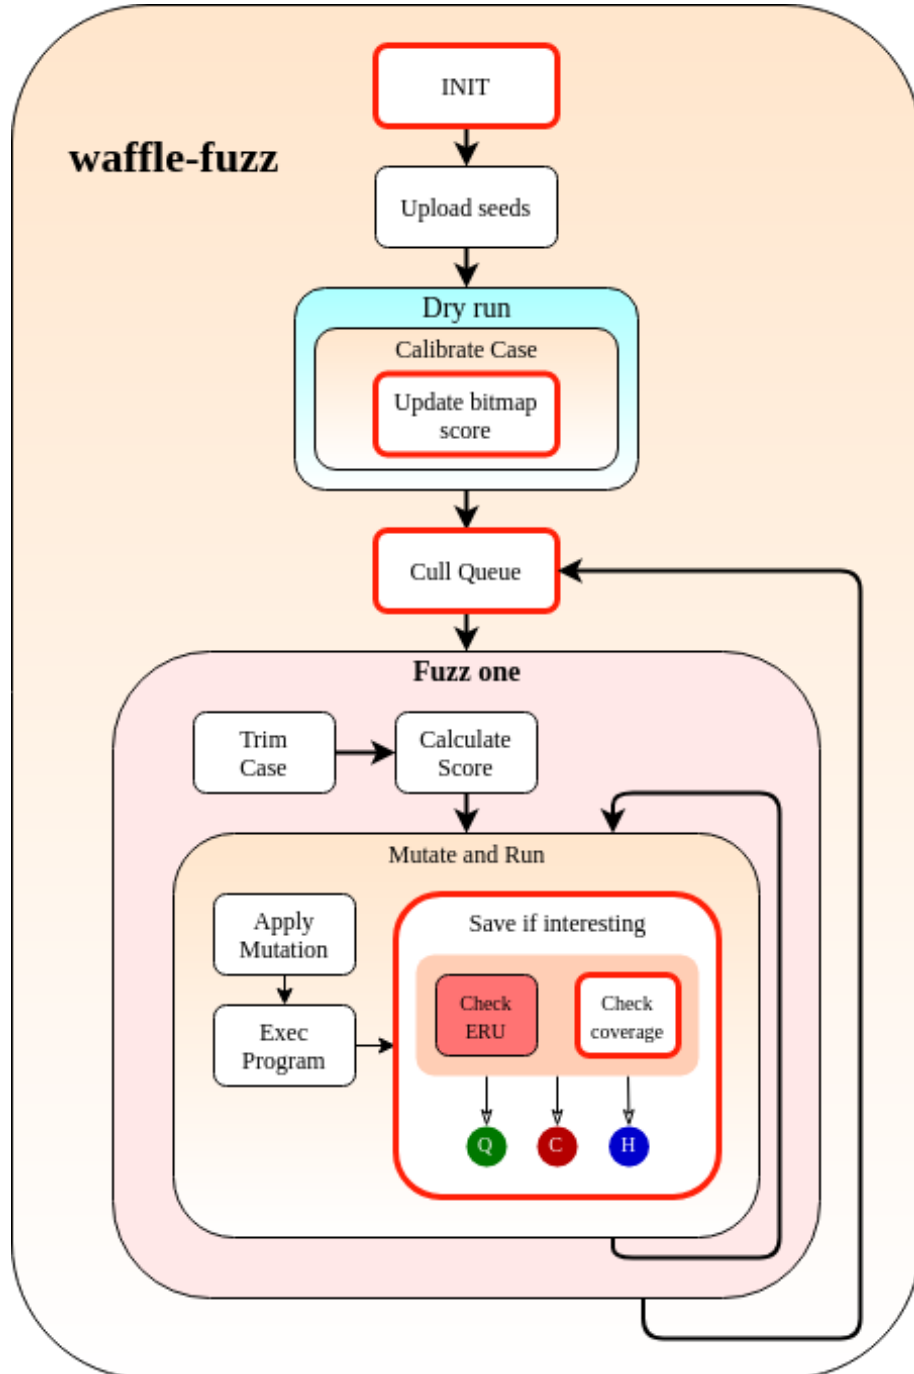 INIT
waffle-fuzz
Upload seeds
Dry run
Calibrate Case
Update bitmap
score
Cull Queue
Fuzz one
Trim
Case
Calculate
Score
Mutate and Run
Apply
Mutation
Exec
Program
Save if interesting
Check
ERU
Check
coverage
Q
C
H